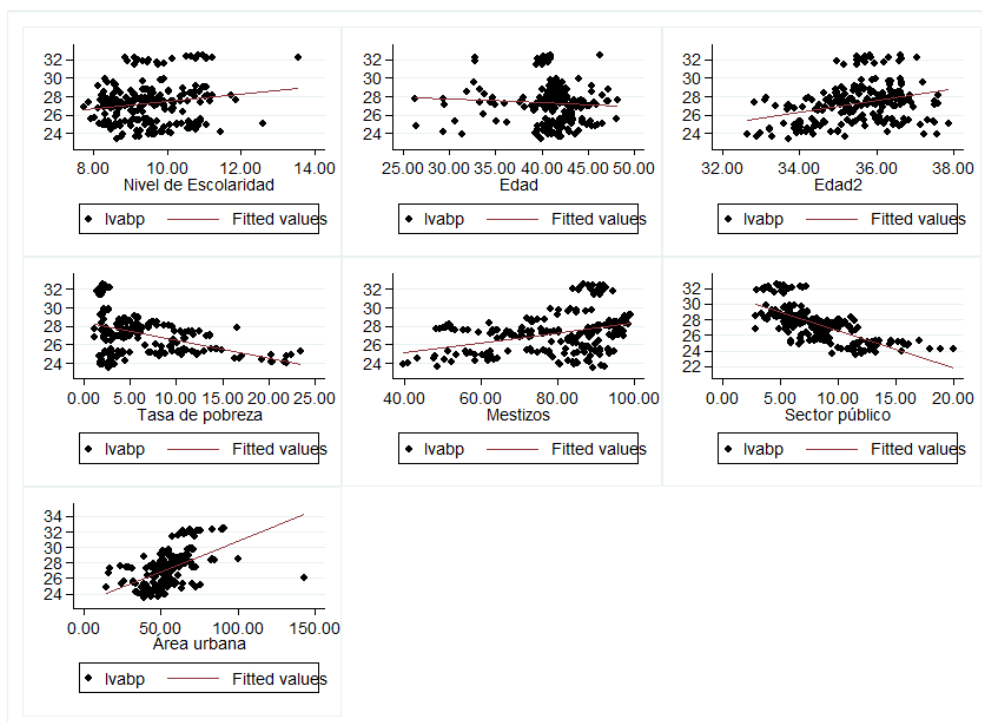 32
30
28
26
24
8.00 10.00 12.00 14.00
Nivel de Escolaridad
lvabp Fitted values
32
30
28
26
24
25.00 30.00 35.00 40.00 45.00 50.00
Edad
lvabp Fitted values
32
30
28
26
24
32.00 34.00 36.00 38.00
Edad2
lvabp Fitted values
32
30
28
26
24
0.00 5.00 10.00 15.00 20.00 25.00
Tasa de pobreza
lvabp Fitted values
32
30
28
26
24
40.00 60.00 80.00 100.00
Mestizos
lvabp Fitted values
32
30
28
26
24
22
0.00 5.00 10.00 15.00 20.00
Sector público
lvabp Fitted values
34
32
30
28
26
24
0.00 50.00 100.00 150.00
Área urbana
lvabp Fitted values